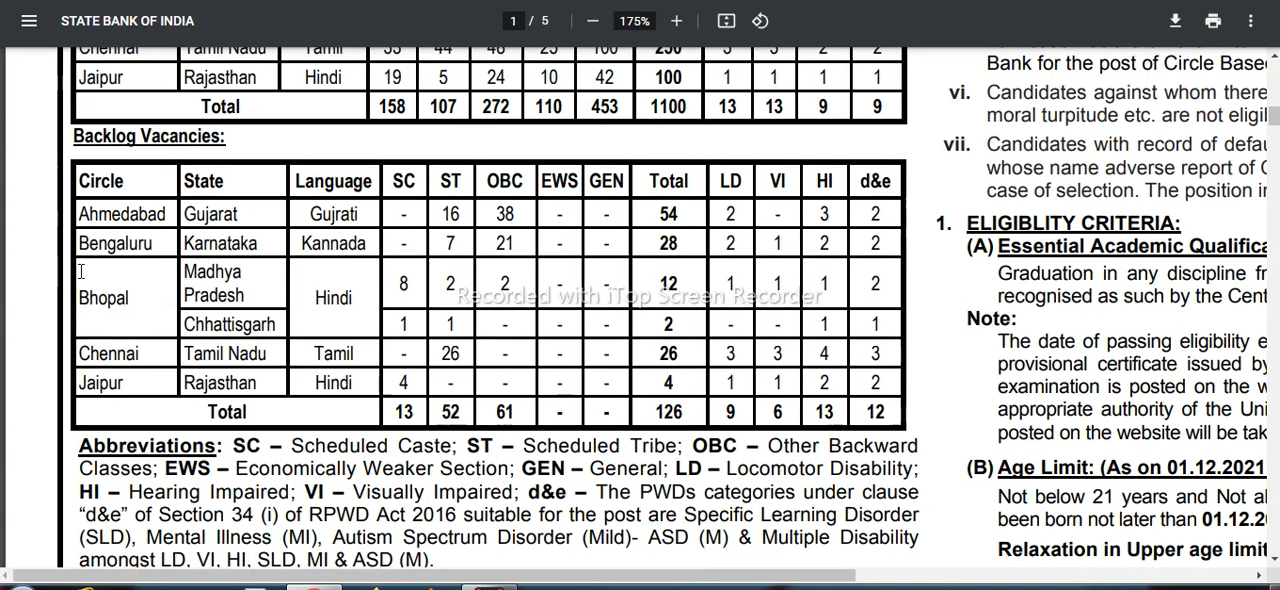 STATE BANK OF INDIA 1 / 5 175%
Chennai Tamil Nadu Tamil 250
Jaipur Rajasthan Hindi 19 5 24 10 42 100 1 1 1 1
Total 158 107 272 110 453 1100 13 13 9 9
Backlog Vacancies:
Circle State Language SC ST OBC EWS GEN Total LD VI HI d&e
Ahmedabad Gujarat Gujrati - 16 38 - - 54 2 - 3 2
Bengaluru Karnataka Kannada - 7 21 - - 28 2 1 2 2
Bhopal Madhya Pradesh Hindi 8 2 2 - - 12 1 1 1 2
Chhattisgarh 1 1 - - - 2 - - 1 1
Chennai Tamil Nadu Tamil - 26 - - - 26 3 3 4 3
Jaipur Rajasthan Hindi 4 - - - - 4 1 1 2 2
Total 13 52 61 - - 126 9 6 13 12
Abbreviations: SC – Scheduled Caste; ST – Scheduled Tribe; OBC – Other Backward
Classes; EWS – Economically Weaker Section; GEN – General; LD – Locomotor Disability;
HI – Hearing Impaired; VI – Visually Impaired; d&e – The PWDs categories under clause
“d&e” of Section 34 (i) of RPWD Act 2016 suitable for the post are Specific Learning Disorder
(SLD), Mental Illness (MI), Autism Spectrum Disorder (Mild)- ASD (M) & Multiple Disability
amongst LD, VI, HI, SLD, MI & ASD (M).
Bank for the post of Circle Base
vi. Candidates against whom there
moral turpitude etc. are not eligil
vii. Candidates with record of defau
whose name adverse report of C
case of selection. The position in
1. ELIGIBLITY CRITERIA:
(A) Essential Academic Qualifica
Graduation in any discipline fr
recognised as such by the Cent
Note:
The date of passing eligibility e
provisional certificate issued by
examination is posted on the w
appropriate authority of the Uni
posted on the website will be tak
(B) Age Limit: (As on 01.12.2021
Not below 21 years and Not al
been born not later than 01.12.2
Relaxation in Upper age limit
Recorded with iTop Screen Recorder